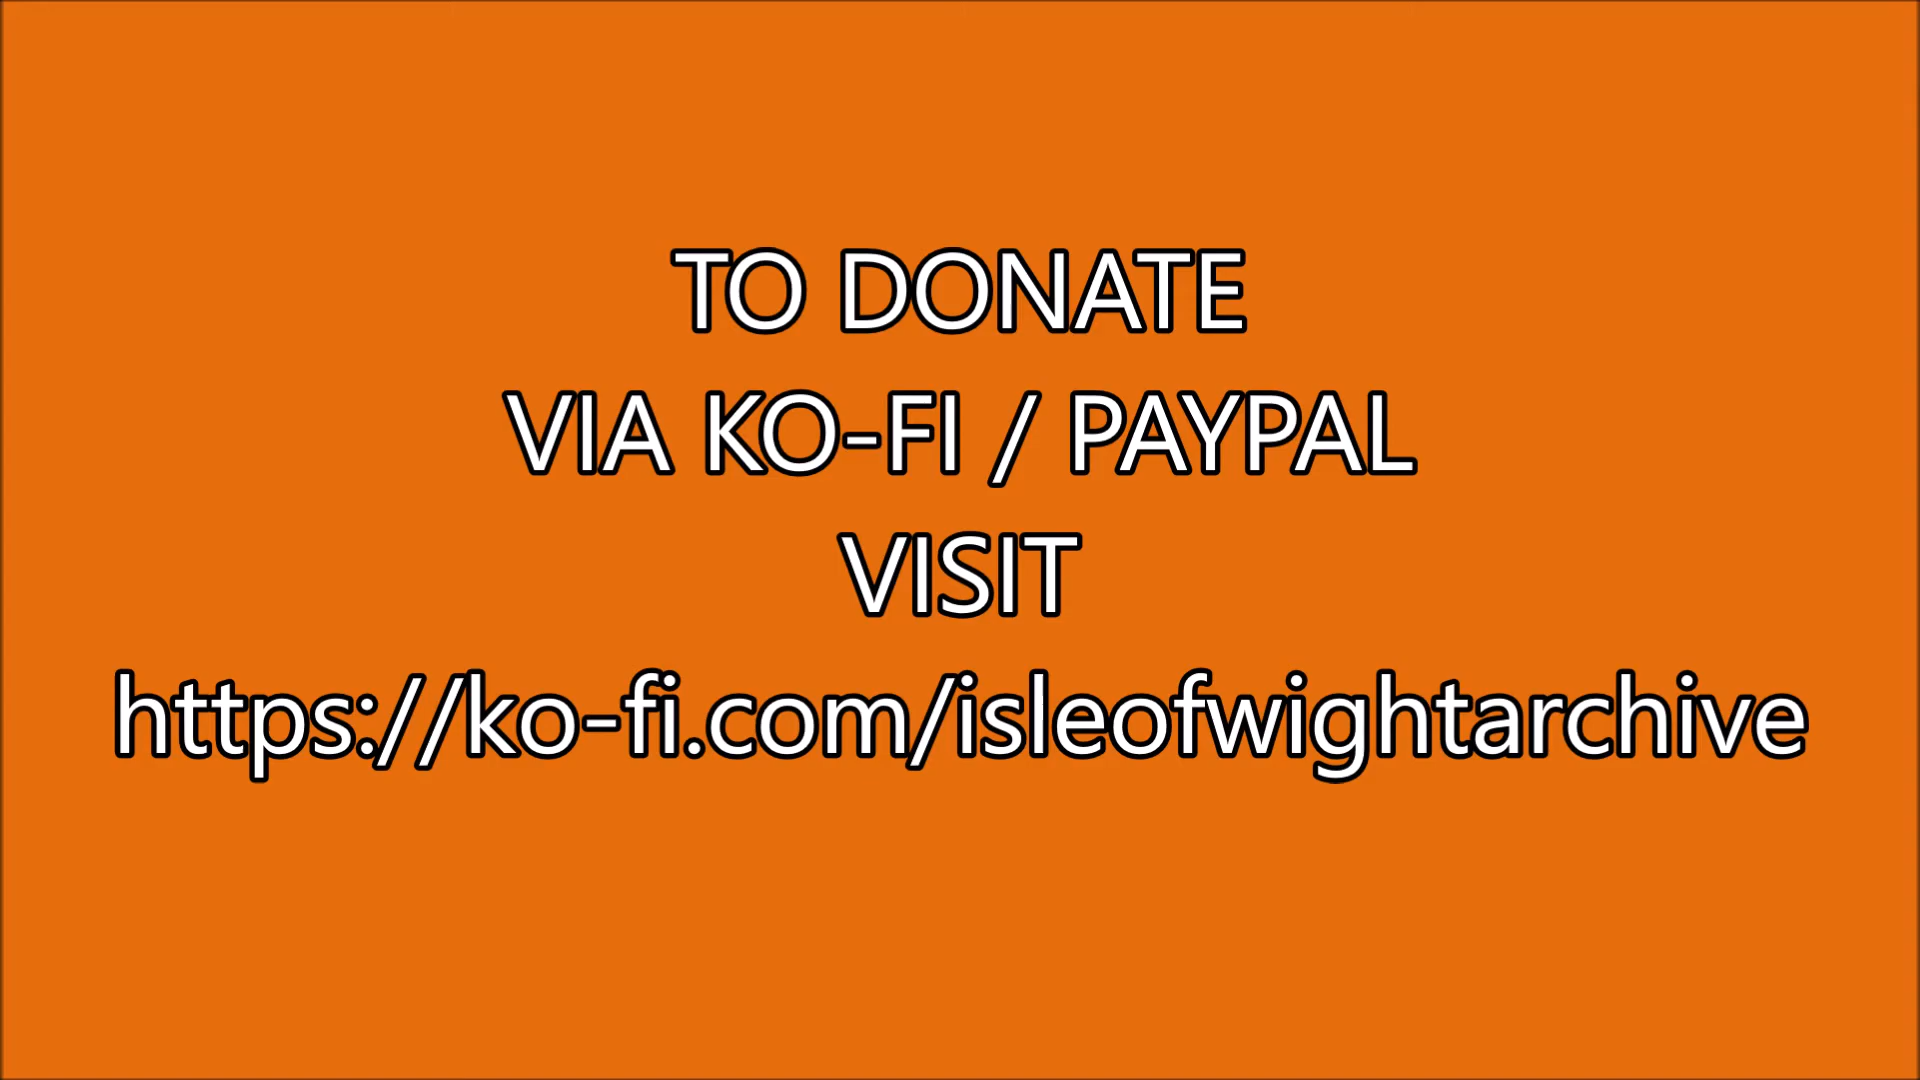 TO DONATE
VIA KO-FI / PAYPAL
VISIT
https://ko-fi.com/isleofwightarchive